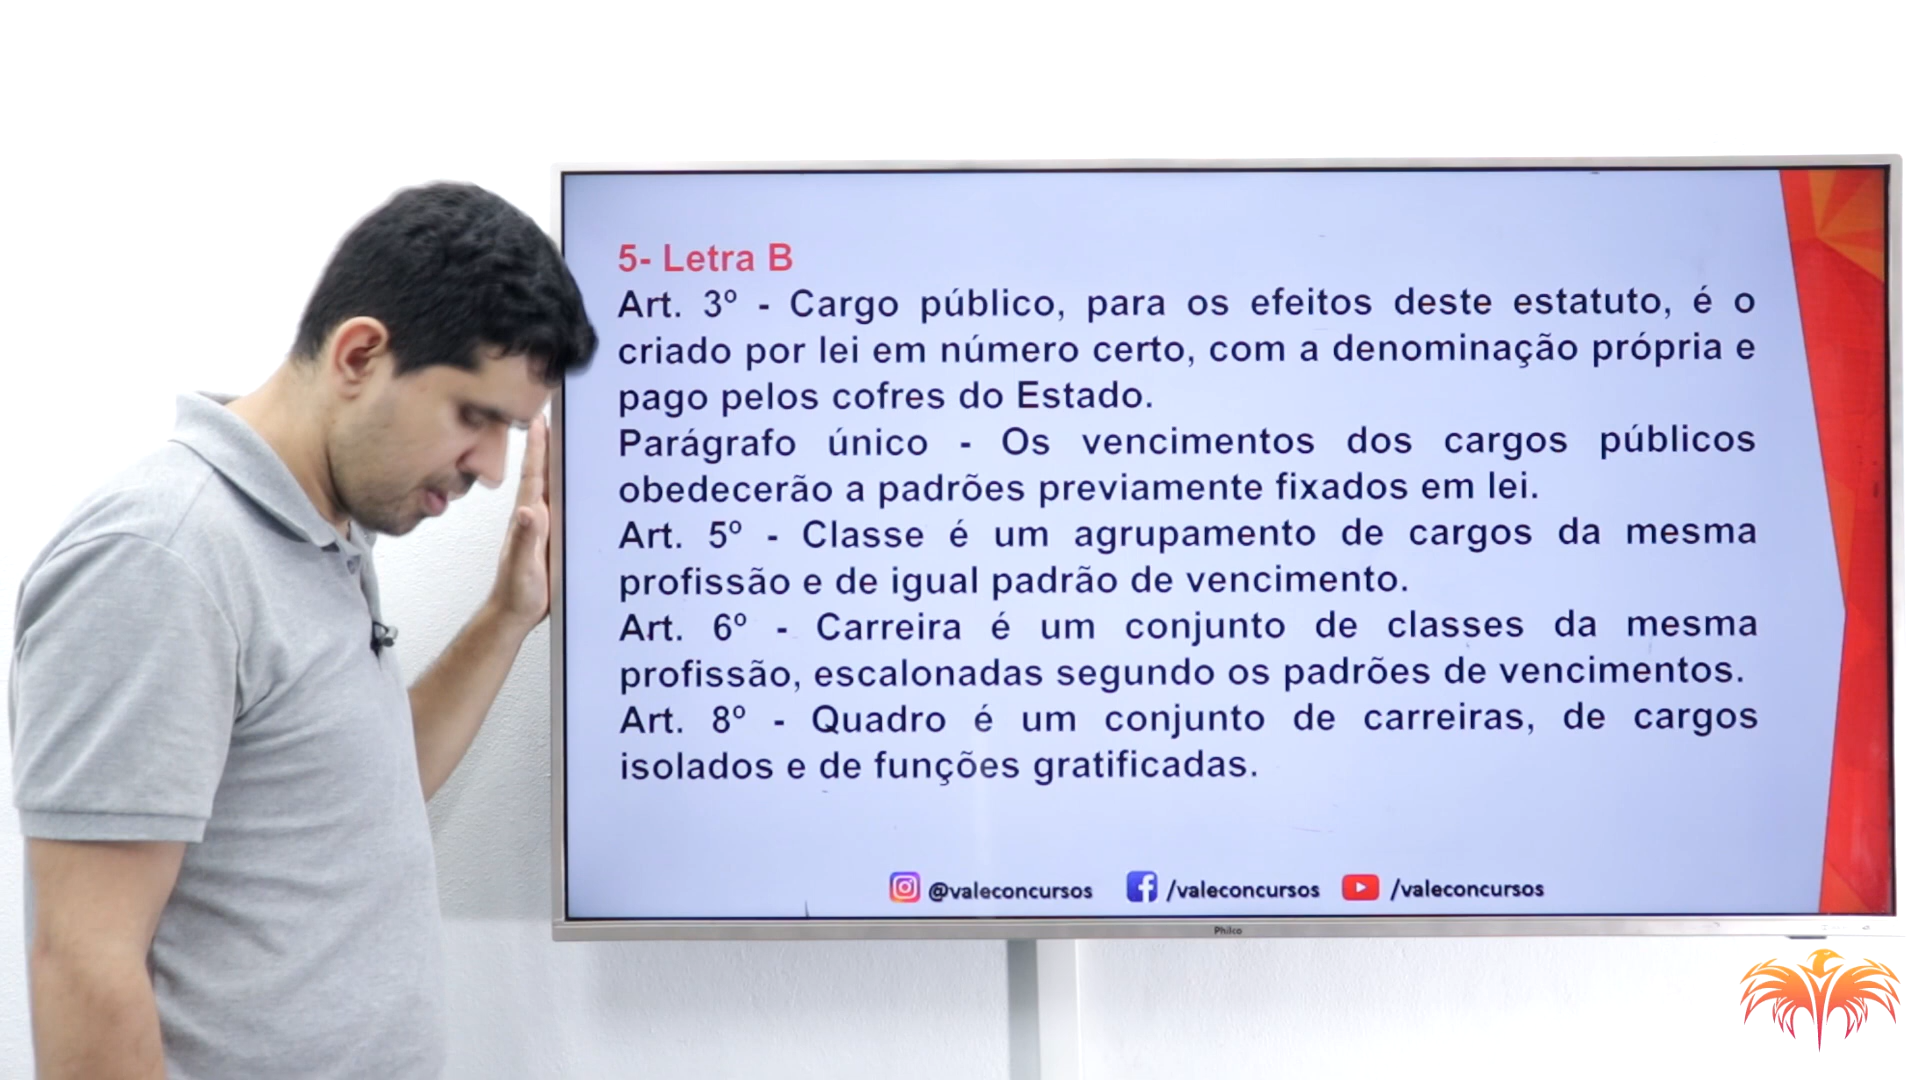 5- Letra B
Art. 3º - Cargo público, para os efeitos deste estatuto, é o
criado por lei em número certo, com a denominação própria e
pago pelos cofres do Estado.
Parágrafo único - Os vencimentos dos cargos públicos
obedecerão a padrões previamente fixados em lei.
Art. 5º - Classe é um agrupamento de cargos da mesma
profissão e de igual padrão de vencimento.
Art. 6º - Carreira é um conjunto de classes da mesma
profissão, escalonadas segundo os padrões de vencimentos.
Art. 8º - Quadro é um conjunto de carreiras, de cargos
isolados e de funções gratificadas.
@valeconcursos /valeconcursos /valeconcursos
Philco